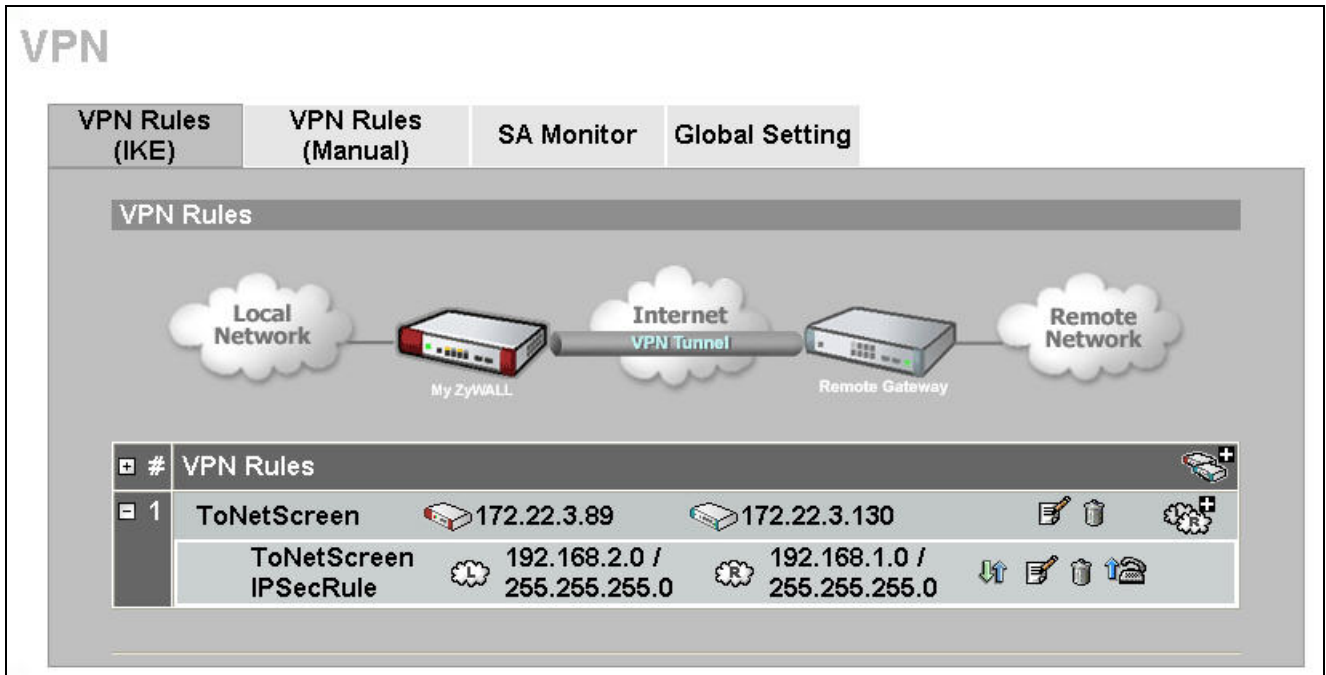 VPN
VPN Rules
(IKE)
VPN Rules
(Manual)
SA Monitor
Global Setting
VPN Rules
Local
Network
Internet
VPN Tunnel
Remote
Network
My ZyWALL
Remote Gateway
# VPN Rules
1 ToNetScreen 172.22.3.89 172.22.3.130 R
ToNetScreen
IPSecRule
L 192.168.2.0 /
255.255.255.0
R 192.168.1.0 /
255.255.255.0